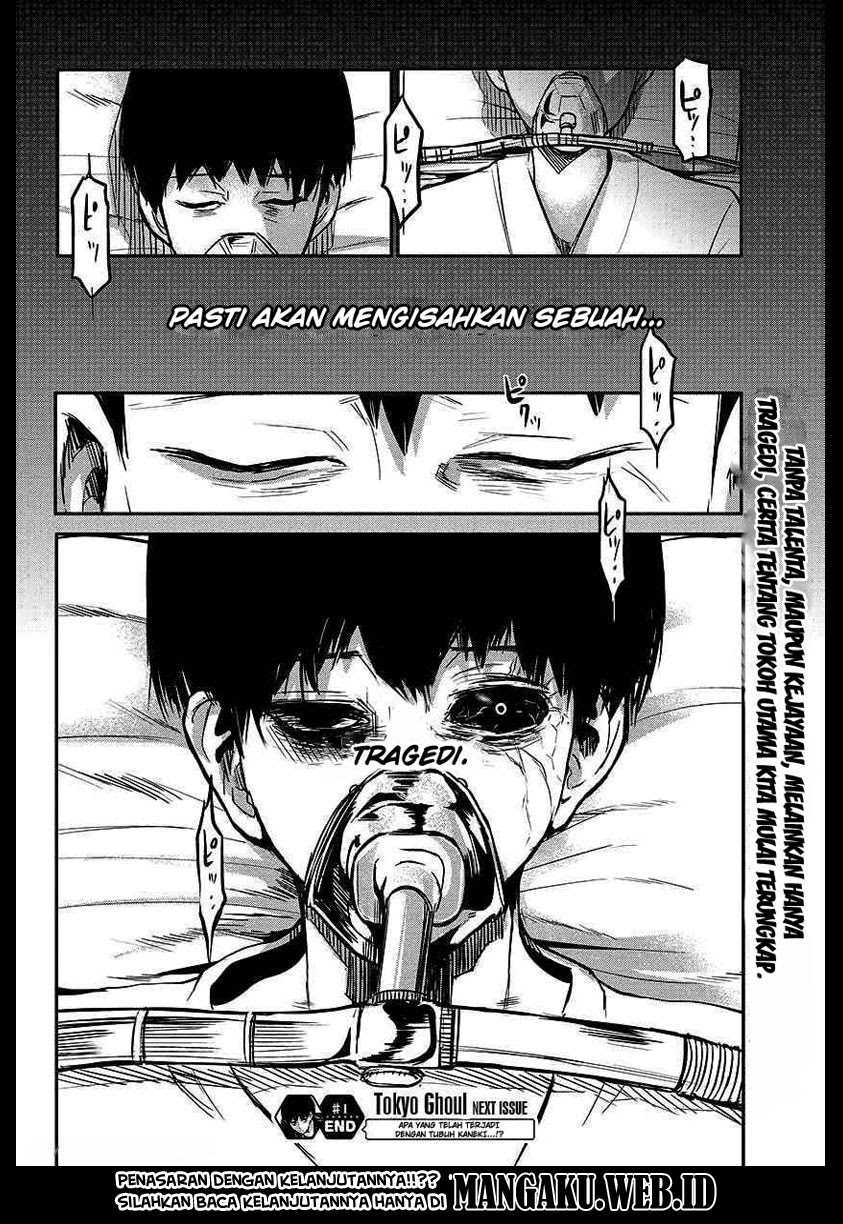 ピッ…
ピッ…
ピッ…
PASTI AKAN MENGISAHKAN SEBUAH...
ピッ…
ピクッ
TANPA TALENTA, MAUPUN KEJAYAAN, MELAINKAN HANYA
TRAGEDI, CERITA TENTANG TOKOH UTAMA KITA MULAI TERUNGKAP.
ピッ…
TRAGEDI.
ピッ…
#1
END
Tokyo Ghoul NEXT ISSUE
APA YANG TELAH TERJADI
DENGAN TUBUH KANEKI...!?
PENASARAN DENGAN KELANJUTANNYA!!??
SILAHKAN BACA KELANJUTANNYA HANYA DI MANGAKU.WEB.ID